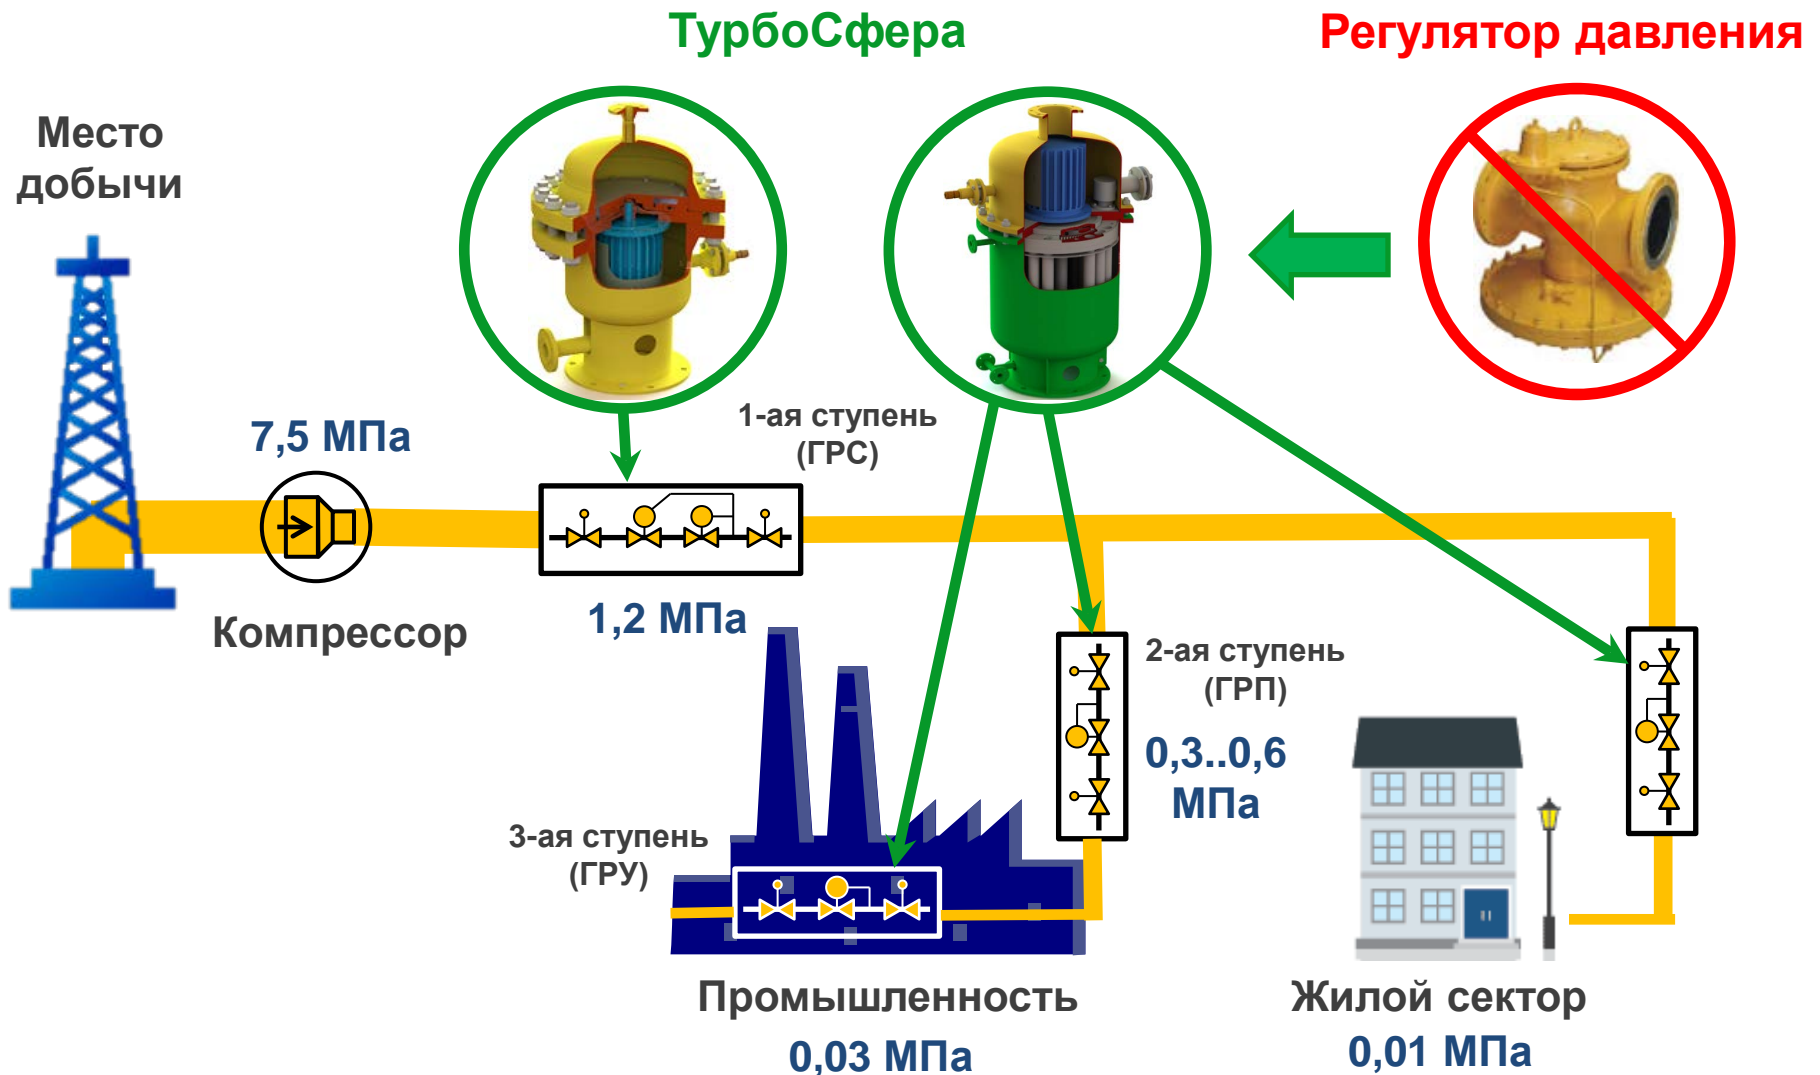 ТурбоСфера
Регулятор давления
Место
добычи
7,5 МПа
1-ая ступень
(ГРС)
Компрессор
1,2 МПа
2-ая ступень
(ГРП)
0,3..0,6
МПа
3-ая ступень
(ГРУ)
Промышленность
0,03 МПа
Жилой сектор
0,01 МПа